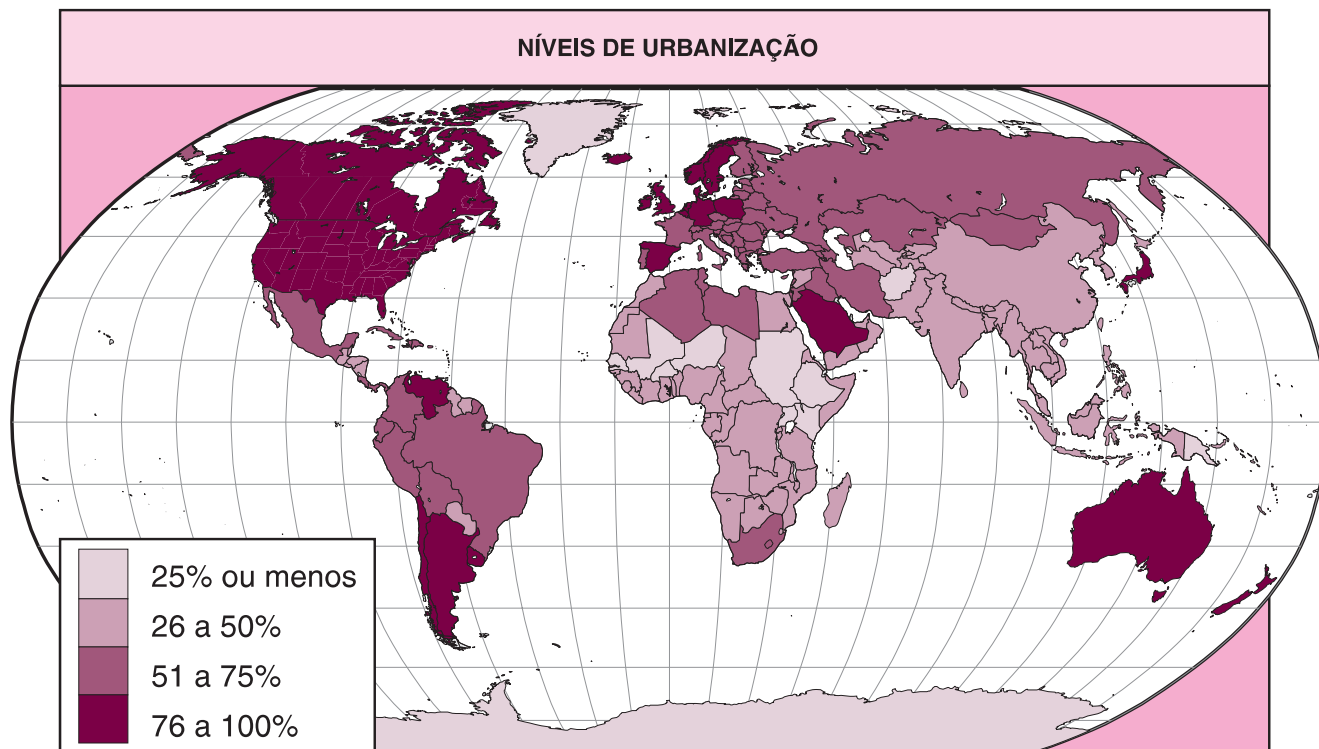 NÍVEIS DE URBANIZAÇÃO
25% ou menos
26 a 50%
51 a 75%
76 a 100%